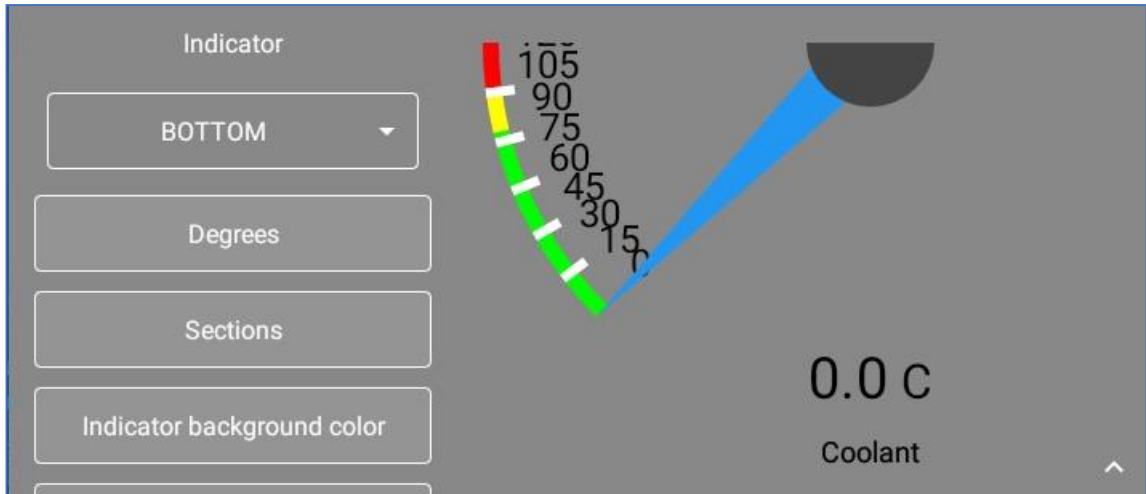 Indicator
BOTTOM
Degrees
Sections
Indicator background color
105
90
75
60
45
30
15
0
0.0 C
Coolant